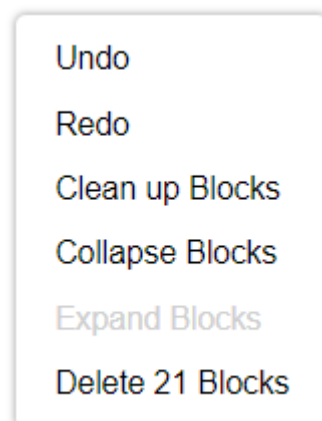 Undo
Redo
Clean up Blocks
Collapse Blocks
Expand Blocks
Delete 21 Blocks